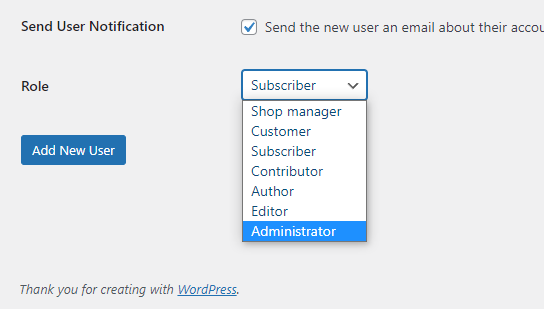 Send User Notification
Send the new user an email about their accou
Role
Subscriber
Shop manager
Customer
Subscriber
Contributor
Author
Editor
Administrator
Add New User
Thank you for creating with WordPress.